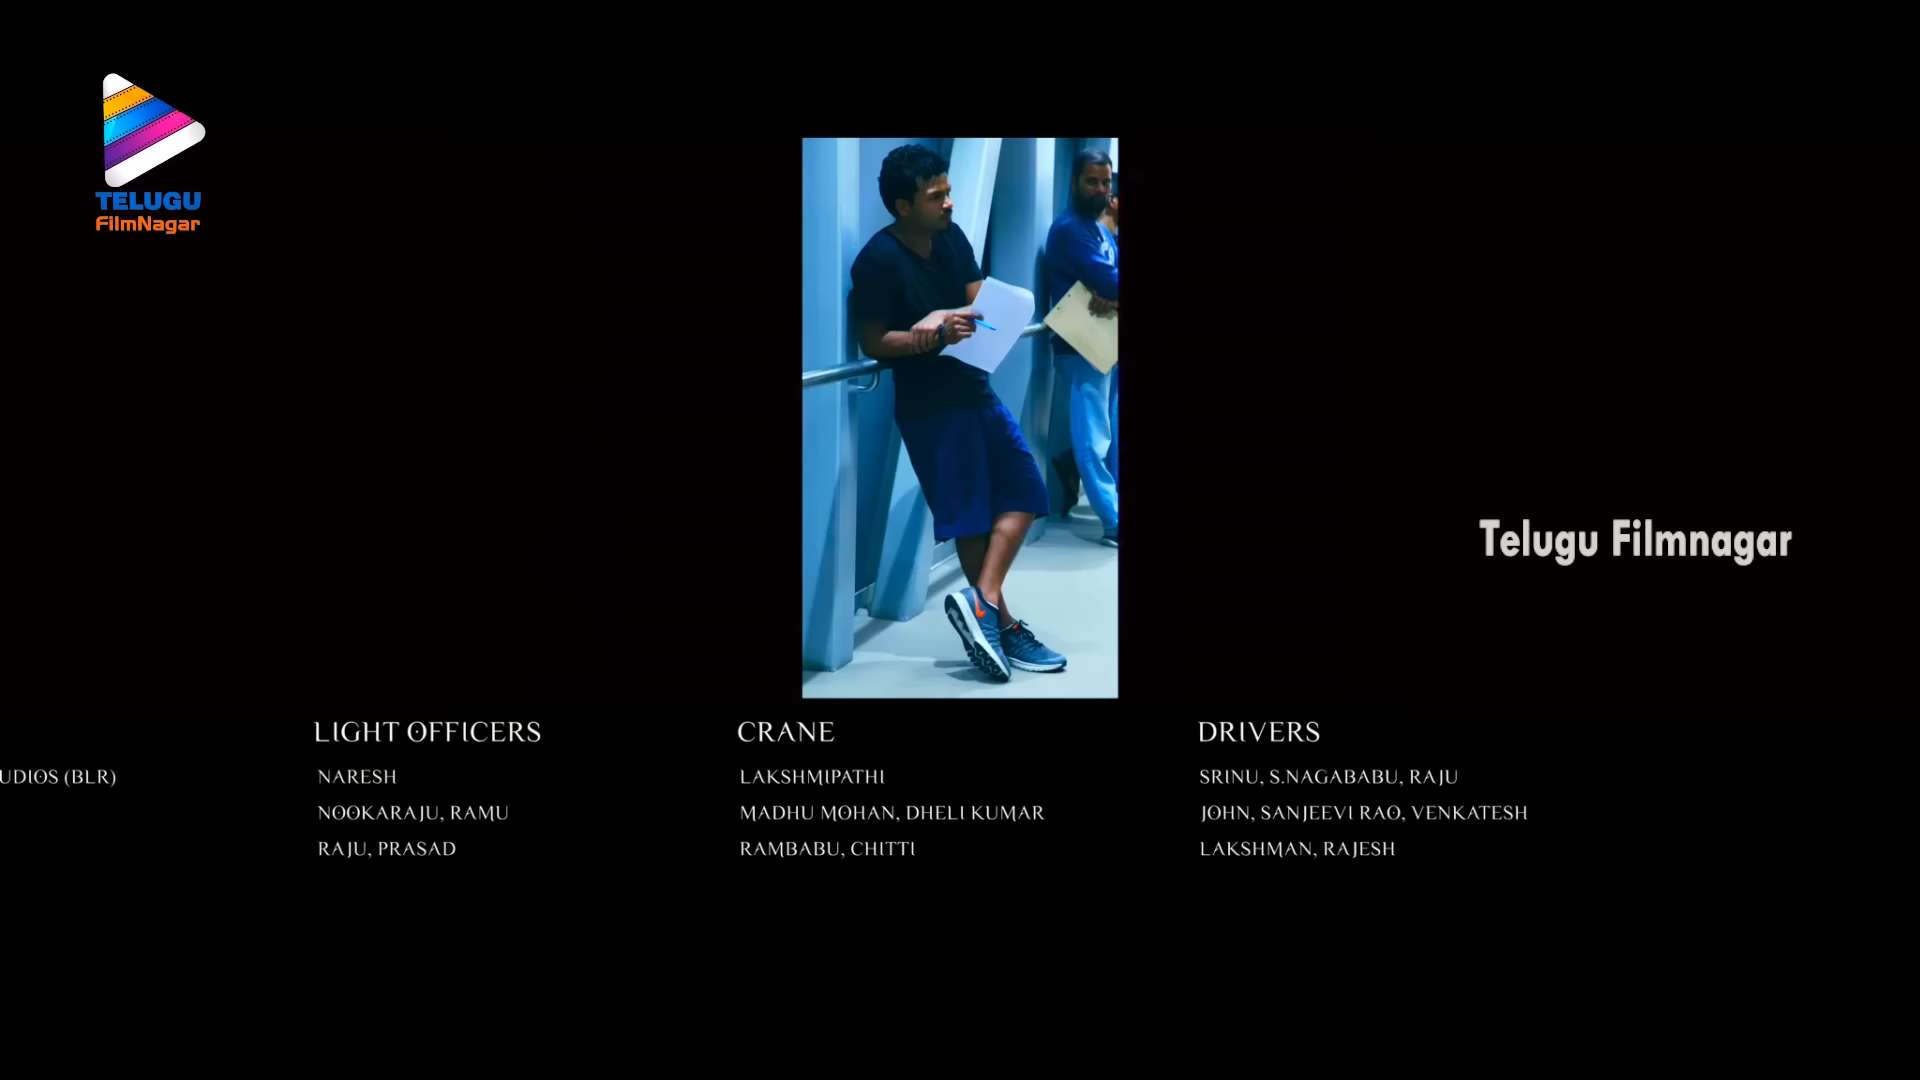 TELUGU
FilmNagar
Telugu Filmnagar
UDIOS (BLR)
LIGHT OFFICERS
NARESH
NOOKARAJU, RAMU
RAJU, PRASAD
CRANE
LAKSHMIPATHI
MADHU MOHAN, DHELI KUMAR
RAMBABU, CHITTI
DRIVERS
SRINU, S.NAGABABU, RAJU
JOHN, SANJEEVI RAO, VENKATESH
LAKSHMAN, RAJESH